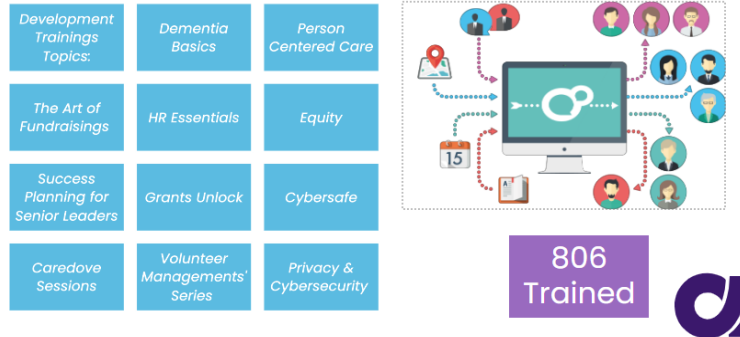 Development
Trainings
Topics:
Dementia
Basics
Person
Centered Care
The Art of
Fundraisings
HR Essentials
Equity
Success
Planning for
Senior Leaders
Grants Unlock
Cybersafe
Caredove
Sessions
Volunteer
Managements'
Series
Privacy &
Cybersecurity
15
A
806
Trained